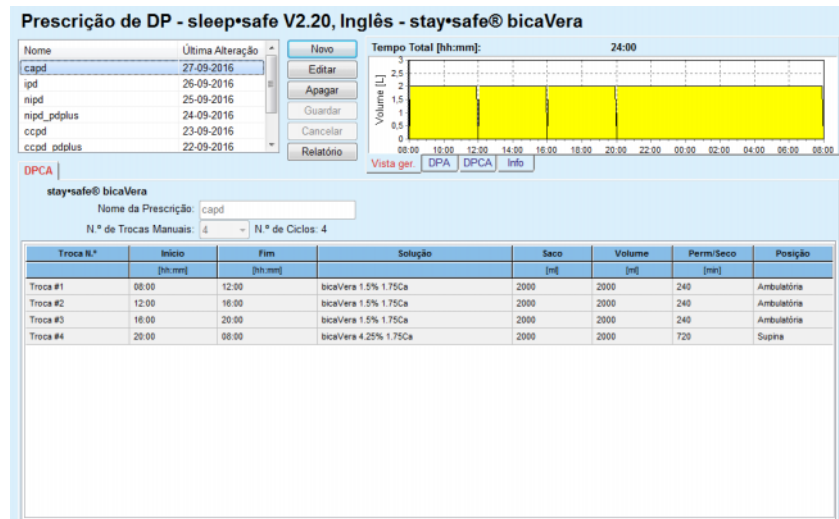 Prescrição de DP - sleep•safe V2.20, Inglês - stay•safe® bicaVera
Nome Última Alteração
capd 27-09-2016
ipd 26-09-2016
nipd 25-09-2016
nipd_pdplus 24-09-2016
ccpd 23-09-2016
ccpd_pdplus 22-09-2016
Novo
Editar
Apagar
Guardar
Cancelar
Relatório
Tempo Total [hh:mm]: 24:00
Volume [L]
3
2,5
2
1,5
1
0,5
0
08:00 10:00 12:00 14:00 16:00 18:00 20:00 22:00 00:00 02:00 04:00 06:00 08:00
Vista ger. DPA DPCA Info
DPCA
stay•safe® bicaVera
Nome da Prescrição: capd
N.º de Trocas Manuais: 4 N.º de Ciclos: 4
Troca N.º Início Fim Solução Saco Volume Perm/Seco Posição
[hh:mm] [hh:mm] [ml] [ml] [min]
Troca #1 08:00 12:00 bicaVera 1.5% 1.75Ca 2000 2000 240 Ambulatória
Troca #2 12:00 16:00 bicaVera 1.5% 1.75Ca 2000 2000 240 Ambulatória
Troca #3 16:00 20:00 bicaVera 1.5% 1.75Ca 2000 2000 240 Ambulatória
Troca #4 20:00 08:00 bicaVera 4.25% 1.75Ca 2000 2000 720 Supina